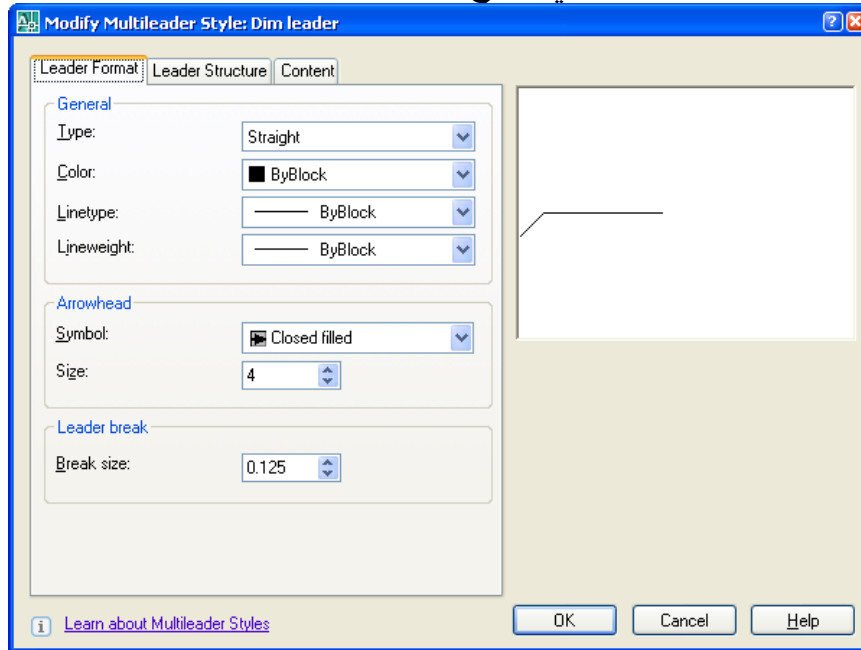 Modify Multileader Style: Dim leader
Leader Format Leader Structure Content
General
Type: Straight
Color: ByBlock
Linetype: ByBlock
Lineweight: ByBlock
Arrowhead
Symbol: Closed filled
Size: 4
Leader break
Break size: 0.125
Learn about Multileader Styles
OK Cancel Help